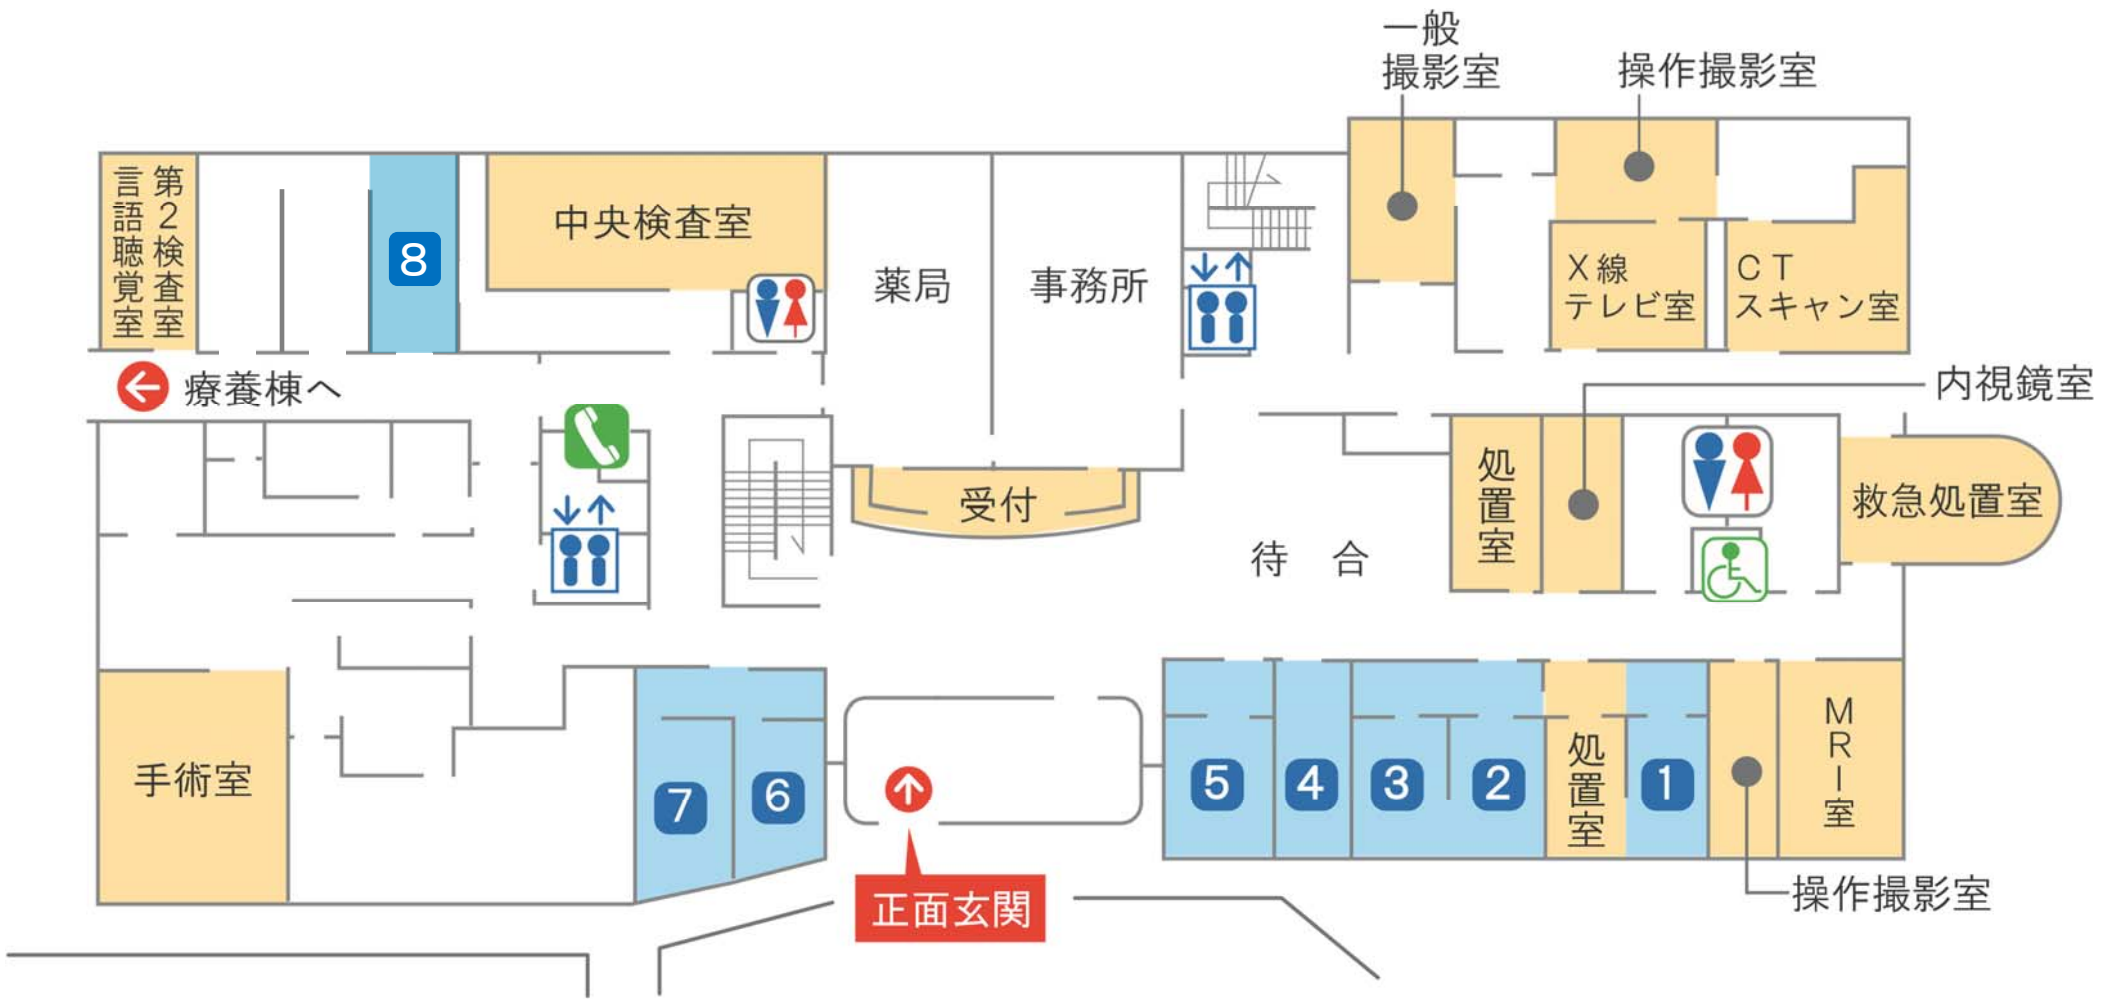 一般
撮影室
操作撮影室
第2検査室
言語聴覚室
8
中央検査室
薬局
事務所
X線
テレビ室
CT
スキャン室
療養棟へ
内視鏡室
受付
待 合
処置室
救急処置室
手術室
7
6
5
4
3
2
処置室
1
MRI室
操作撮影室
正面玄関